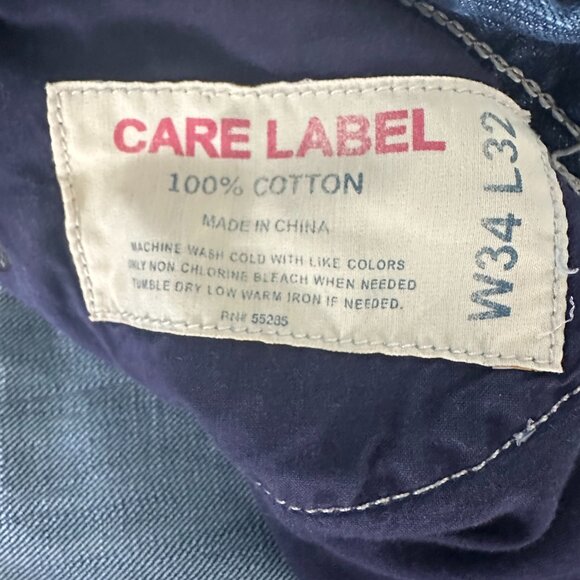 CARE LABEL
100% COTTON
MADE IN CHINA
MACHINE WASH COLD WITH LIKE COLORS
ONLY NON CHLORINE BLEACH WHEN NEEDED
TUMBLE DRY LOW WARM IRON IF NEEDED.
RN# 55285
W34 L32